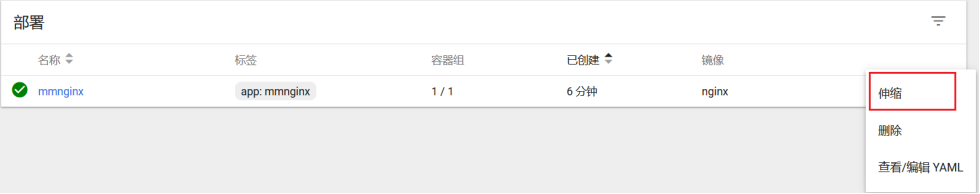 部署
名称 标签 容器组 已创建 镜像
mmnginx app: mmnginx 1 / 1 6 分钟 nginx
伸缩
删除
查看/编辑 YAML